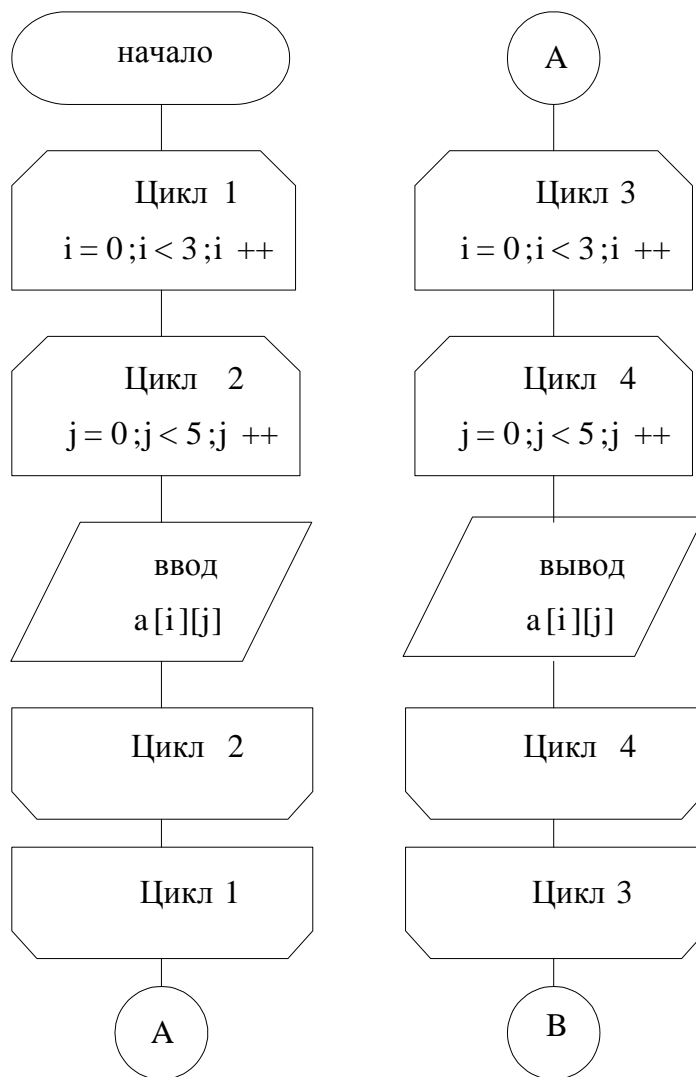 начало
Цикл 1
i = 0 ;i < 3 ;i ++
Цикл 2
j = 0 ;j < 5 ;j ++
ввод
a [i][j]
Цикл 2
Цикл 1
A
A
Цикл 3
i = 0 ;i < 3 ;i ++
Цикл 4
j = 0 ;j < 5 ;j ++
вывод
a [i][j]
Цикл 4
Цикл 3
B